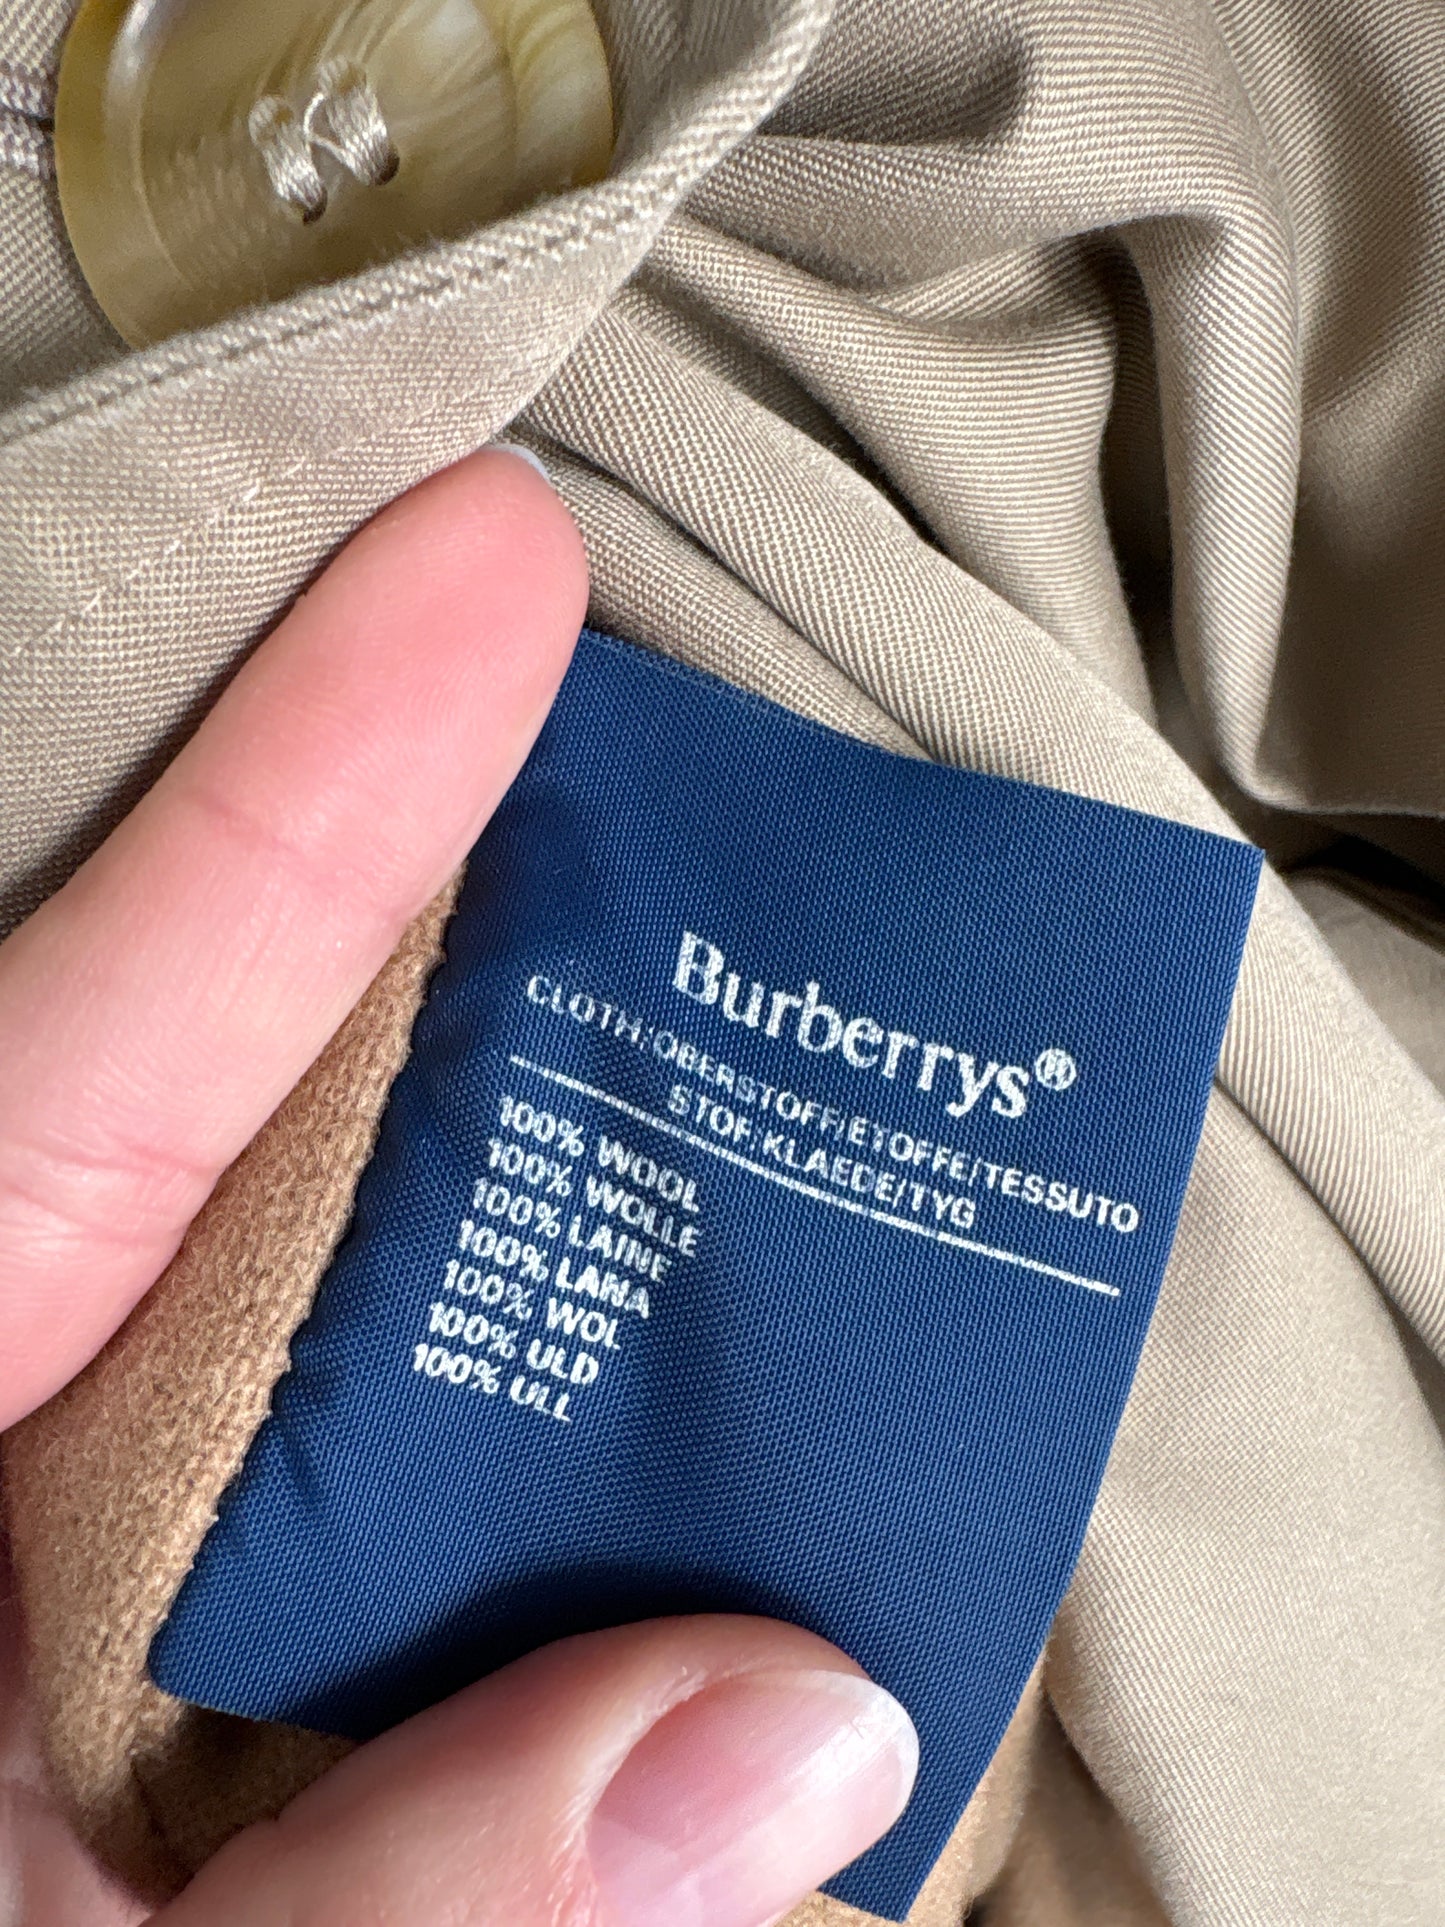 Burberrys®
CLOTH:OBERSTOFF/ETOFFE/TESSUTO
STOF/KLAEDE/TYG
100% WOOL
100% WOLLE
100% LAINE
100% LANA
100% WOL
100% ULD
100% ULL